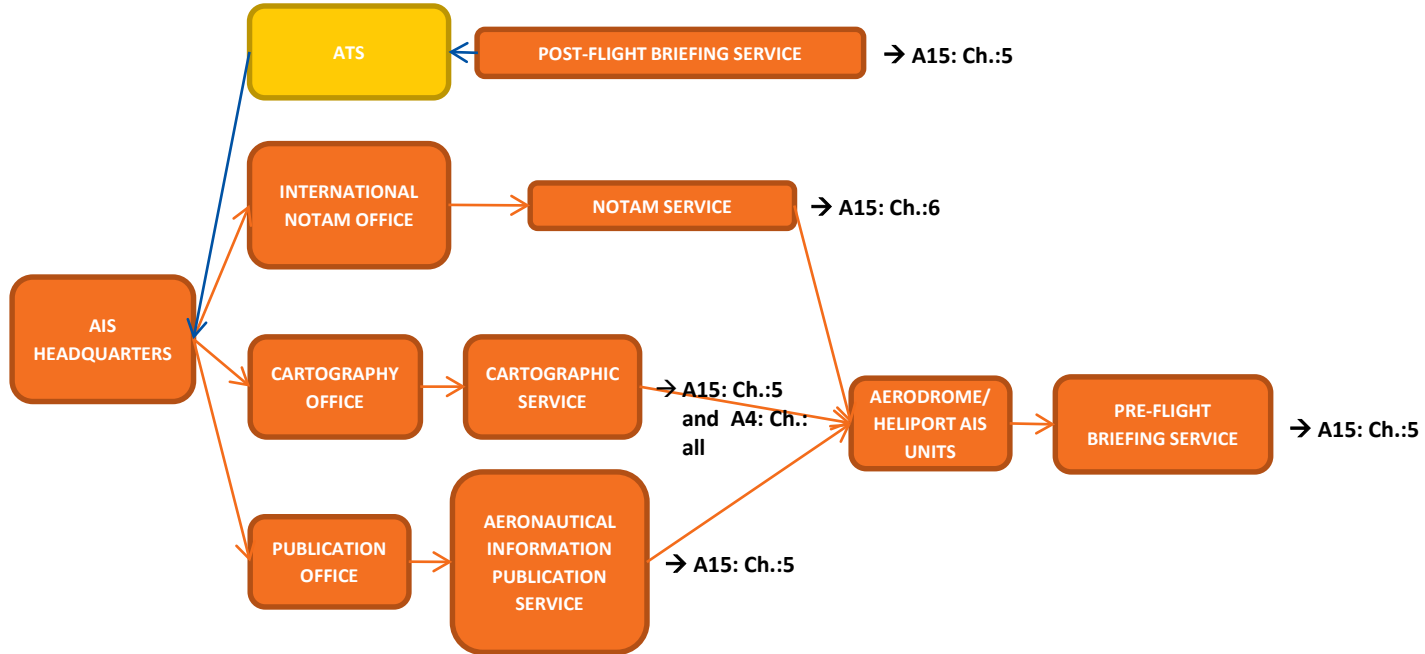 ATS
POST-FLIGHT BRIEFING SERVICE
→ A15: Ch.:5
INTERNATIONAL
NOTAM OFFICE
NOTAM SERVICE
→ A15: Ch.:6
AIS
HEADQUARTERS
CARTOGRAPHY
OFFICE
CARTOGRAPHIC
SERVICE
→ A15: Ch.:5
and A4: Ch.:
all
AERODROME/
HELIPORT AIS
UNITS
PRE-FLIGHT
BRIEFING SERVICE
→ A15: Ch.:5
PUBLICATION
OFFICE
AERONAUTICAL
INFORMATION
PUBLICATION
SERVICE
→ A15: Ch.:5